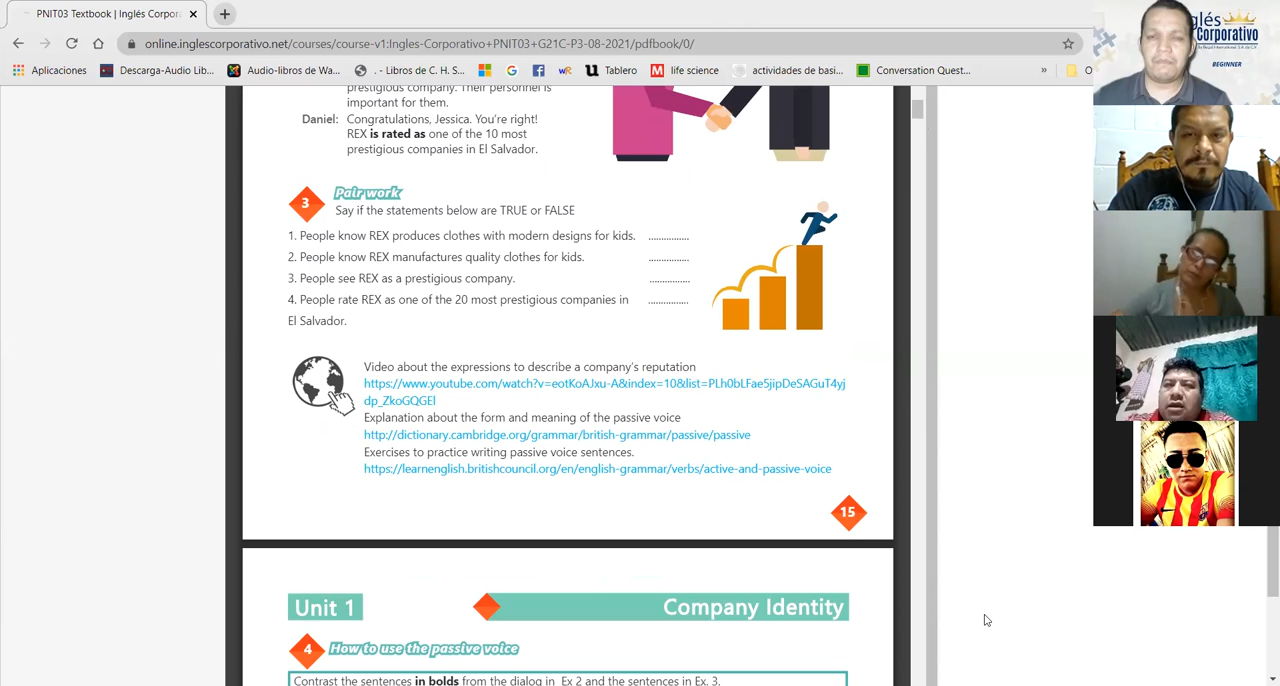 PNIT03 Textbook | Inglés Corpora
online.inglescorporativo.net/courses/course-v1:Ingles-Corporativo+PNIT03+G21C-P3-08-2021/pdfbook/0/
Aplicaciones
Descarga Audio Lib...
Audio-libros de Wa...
. - Libros de C. H. S...
Tablero
life science
actividades de basi...
Conversation Quest...
»
glés
Corporativo
BEGINNER
prestigious company. Their personnel is
important for them.
Daniel: Congratulations, Jessica. You're right!
REX is rated as one of the 10 most
prestigious companies in El Salvador.
3
Pair work
Say if the statements below are TRUE or FALSE
1. People know REX produces clothes with modern designs for kids. ................
2. People know REX manufactures quality clothes for kids. ................
3. People see REX as a prestigious company. ................
4. People rate REX as one of the 20 most prestigious companies in ................
El Salvador.
Video about the expressions to describe a company's reputation
https://www.youtube.com/watch?v=eotKoAJxu-A&index=10&list=PLh0bLFae5jipDeSAGuT4yj
dp_ZkoGQGEl
Explanation about the form and meaning of the passive voice
http://dictionary.cambridge.org/grammar/british-grammar/passive/passive
Exercises to practice writing passive voice sentences.
https://learnenglish.britishcouncil.org/en/english-grammar/verbs/active-and-passive-voice
15
Unit 1
Company Identity
4
How to use the passive voice
Contrast the sentences in bolds from the dialog in Ex 2 and the sentences in Ex. 3.